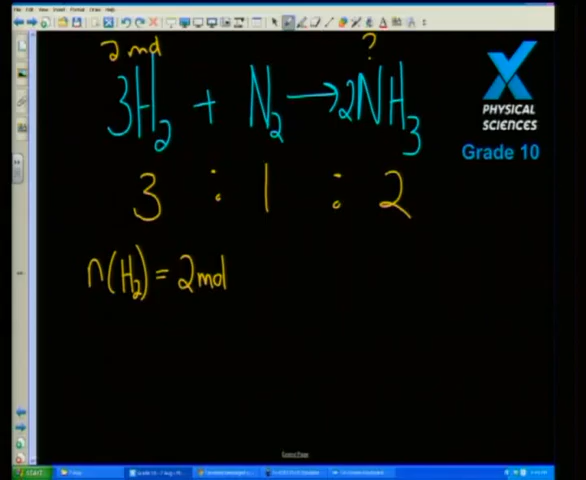 2 mol ?
3H₂ + N₂ → 2NH₃
PHYSICAL
SCIENCES
Grade 10
3 : 1 : 2
n(H₂) = 2mol